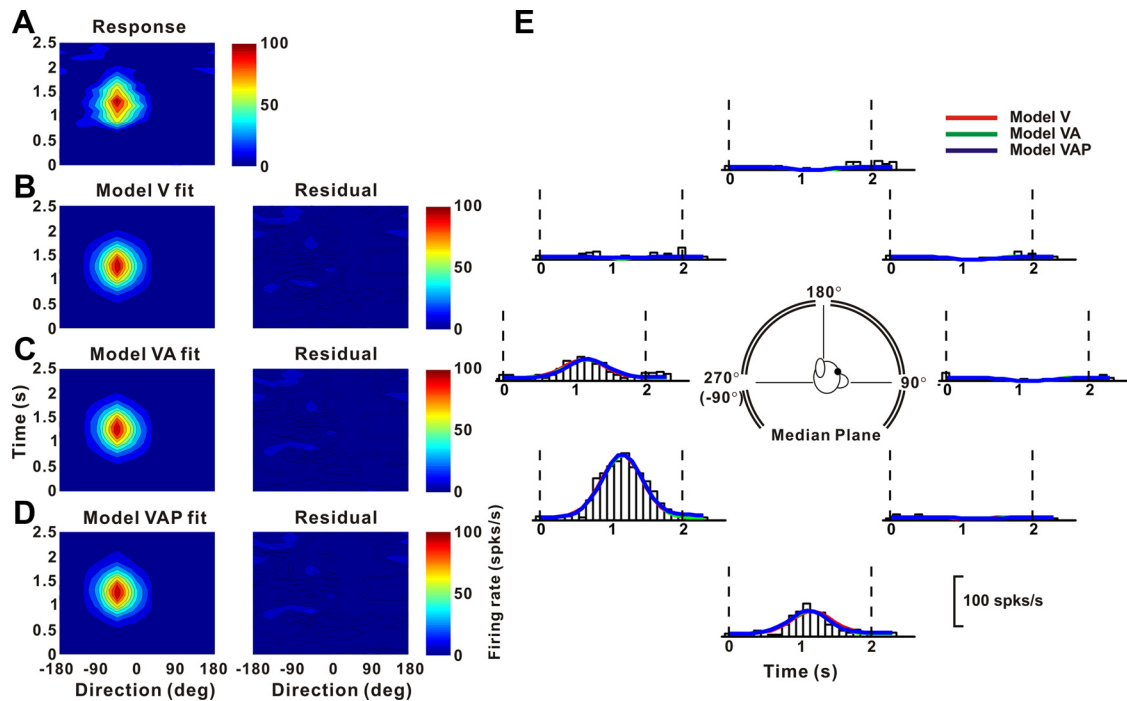 A
Response
2.5
2
1.5
1
0.5
0
100
50
0
B
Model V fit
Residual
2.5
2
1.5
1
0.5
0
100
50
0
C
Model VA fit
Residual
2.5
2
1.5
1
0.5
0
100
50
0
D
Model VAP fit
Residual
2.5
2
1.5
1
0.5
0
100
50
0
Time (s)
Firing rate (spks/s)
-180 -90 0 90 180
-180 -90 0 90 180
Direction (deg)
Direction (deg)
E
Model V
Model VA
Model VAP
0 1 2
0 1 2
0 1 2
180°
0 1 2
270°
(-90°)
90°
0 1 2
Median Plane
0 1 2
0 1 2
0 1 2
100 spks/s
Time (s)